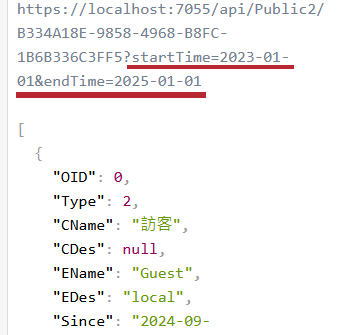 https://localhost:7055/api/Public2/
B334A18E-9858-4968-B8FC-
1B6B336C3FF5?startTime=2023-01-
01&endTime=2025-01-01
[
{
"OID": 0,
"Type": 2,
"CName": "訪客",
"CDes": null,
"EName": "Guest",
"EDes": "local",
"Since": "2024-09-